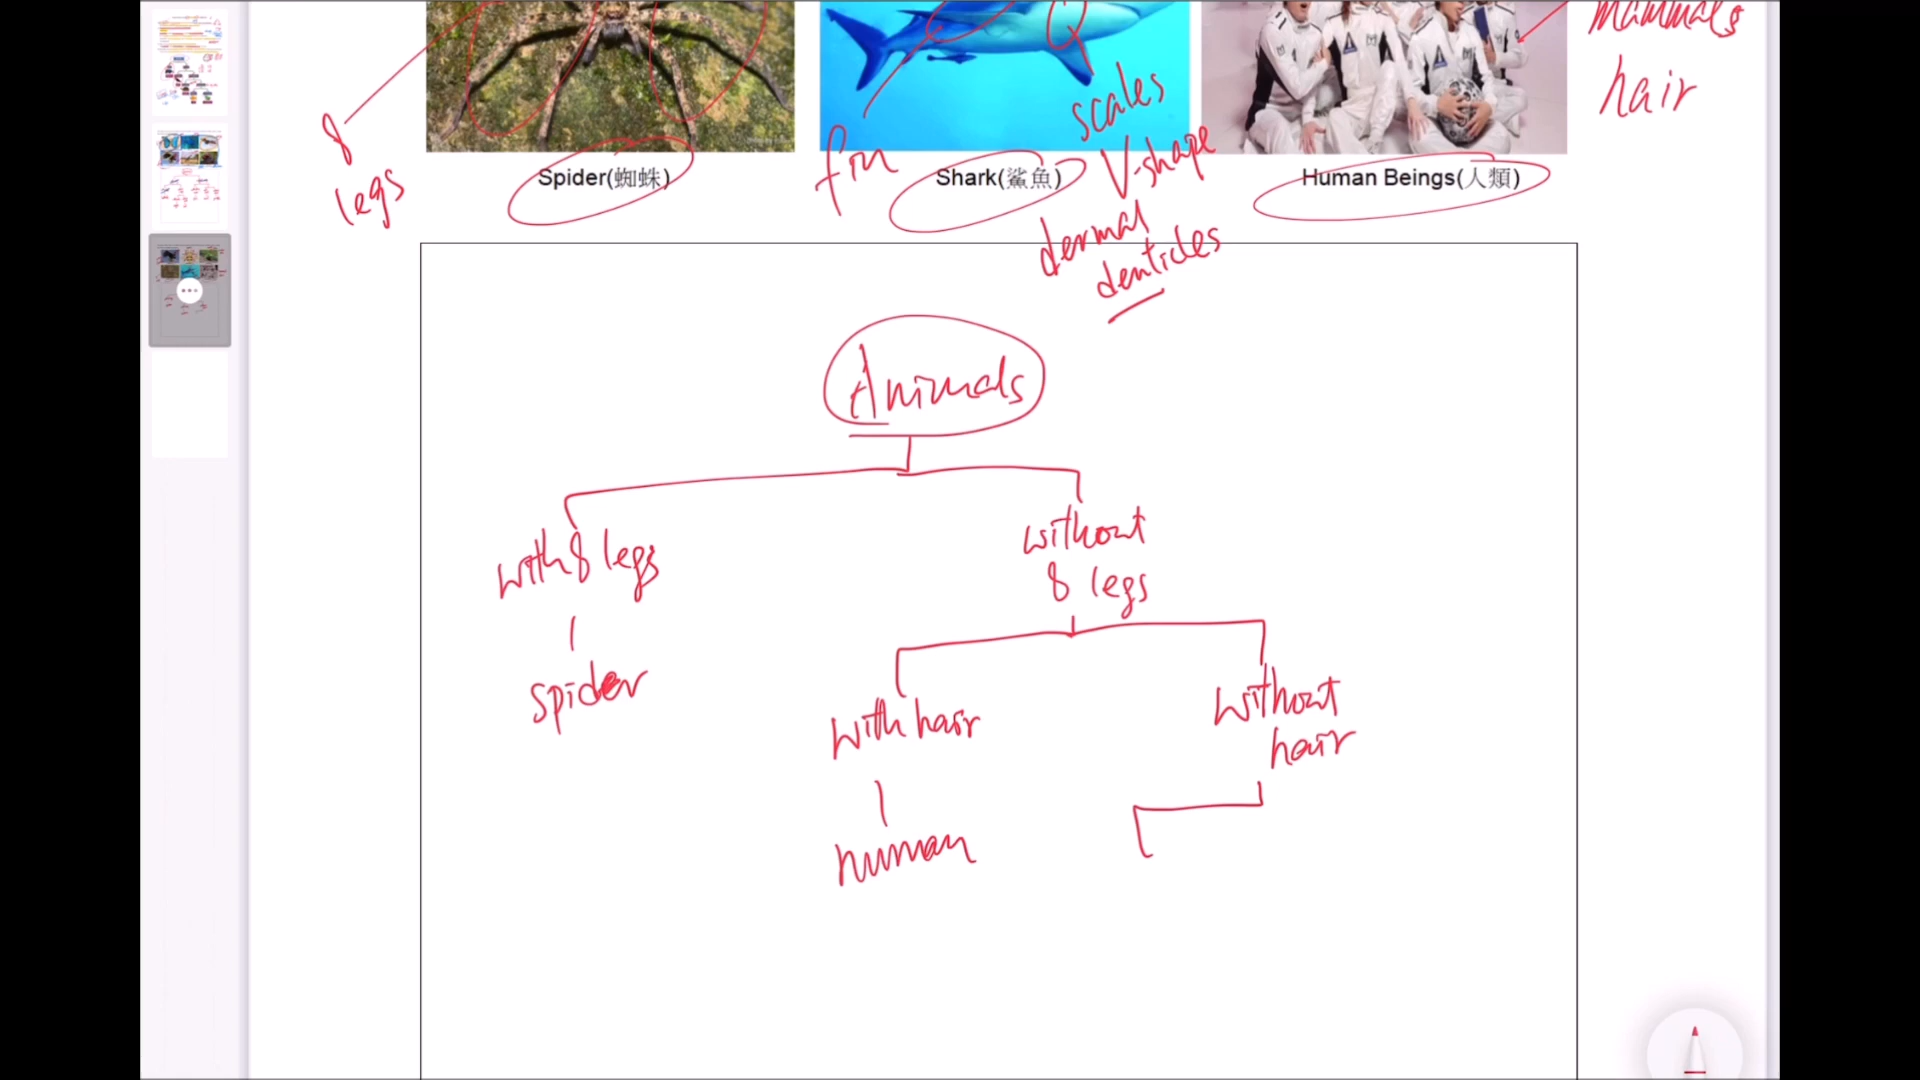 mammals
hair
8
legs
fin
scales
V-shape
dermal
denticles
Spider(蜘蛛)
Shark(鯊魚)
Human Beings(人類)
Animals
with 8 legs
without
8 legs
spider
with hair
without
hair
human